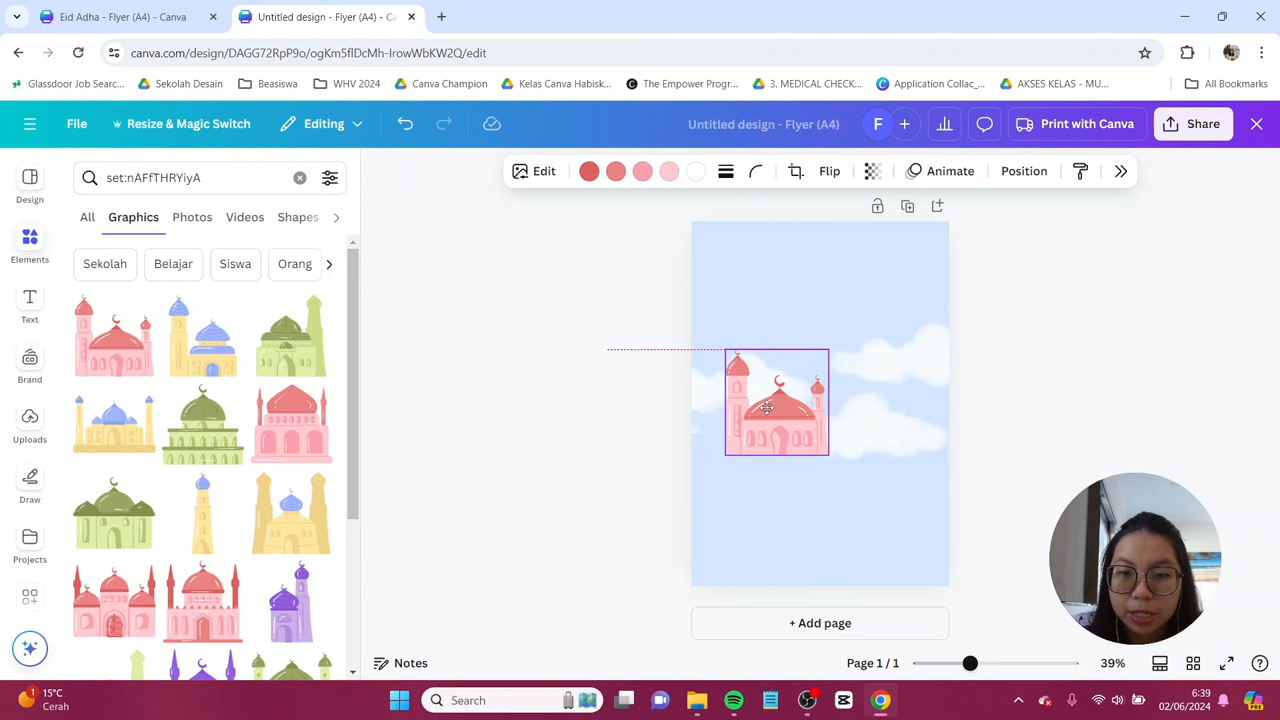 Eid Adha - Flyer (A4) - Canva
Untitled design - Flyer (A4) - Ca
canva.com/design/DAGG72RpP9o/ogKm5flDcMh-IrowWbKW2Q/edit
Glassdoor Job Searc...
Sekolah Desain
Beasiswa
WHV 2024
Canva Champion
Kelas Canva Habisk...
The Empower Progr...
3. MEDICAL CHECK...
Application Collac_...
AKSES KELAS - MU...
All Bookmarks
File
Resize & Magic Switch
Editing
Untitled design - Flyer (A4)
F
Print with Canva
Share
Design
Elements
Text
Brand
Uploads
Draw
Projects
set:nAFfTHRYiyA
All
Graphics
Photos
Videos
Shapes
Sekolah
Belajar
Siswa
Orang
Edit
Flip
Animate
Position
+ Add page
Notes
Page 1 / 1
39%
1
15°C
Cerah
Search
6:39
02/06/2024